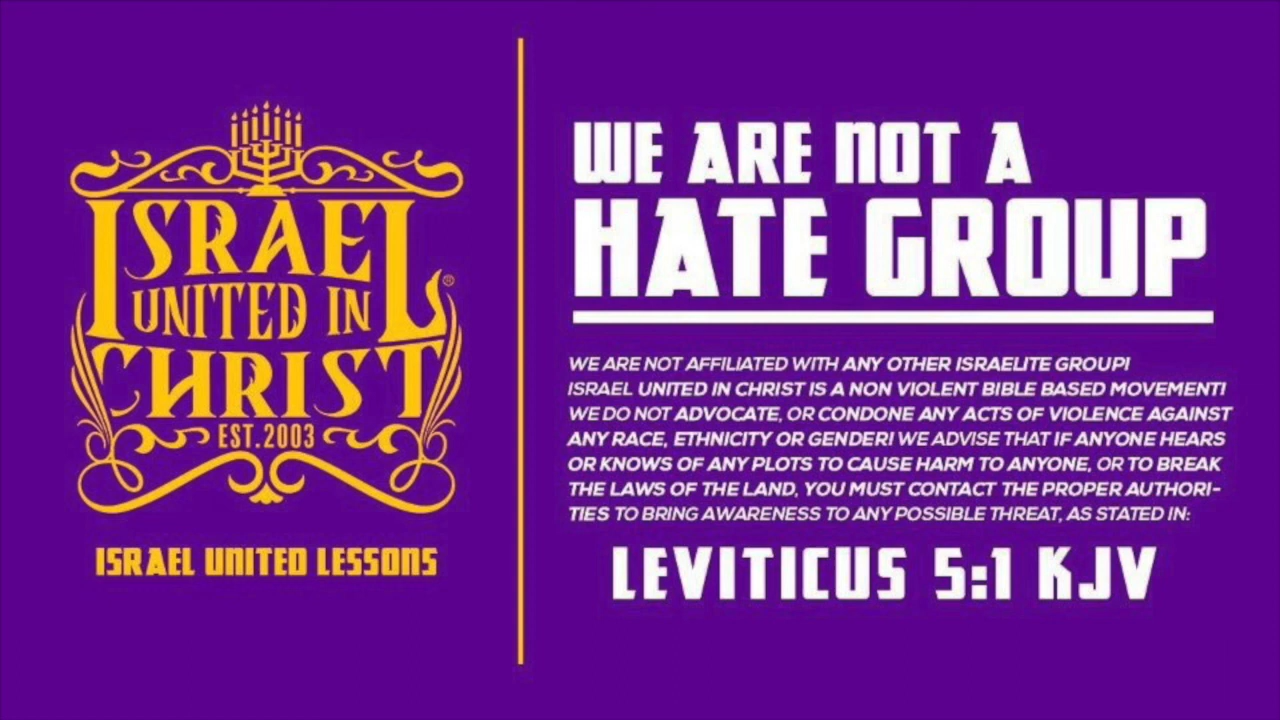 ISRAEL
UNITED IN
CHRIST
®
EST.2003
ISRAEL UNITED LESSONS
WE ARE NOT A
HATE GROUP
WE ARE NOT AFFILIATED WITH ANY OTHER ISRAELITE GROUP!
ISRAEL UNITED IN CHRIST IS A NON VIOLENT BIBLE BASED MOVEMENT!
WE DO NOT ADVOCATE, OR CONDONE ANY ACTS OF VIOLENCE AGAINST
ANY RACE, ETHNICITY OR GENDER! WE ADVISE THAT IF ANYONE HEARS
OR KNOWS OF ANY PLOTS TO CAUSE HARM TO ANYONE, OR TO BREAK
THE LAWS OF THE LAND, YOU MUST CONTACT THE PROPER AUTHORI-
TIES TO BRING AWARENESS TO ANY POSSIBLE THREAT, AS STATED IN:
LEVITICUS 5:1 KJV